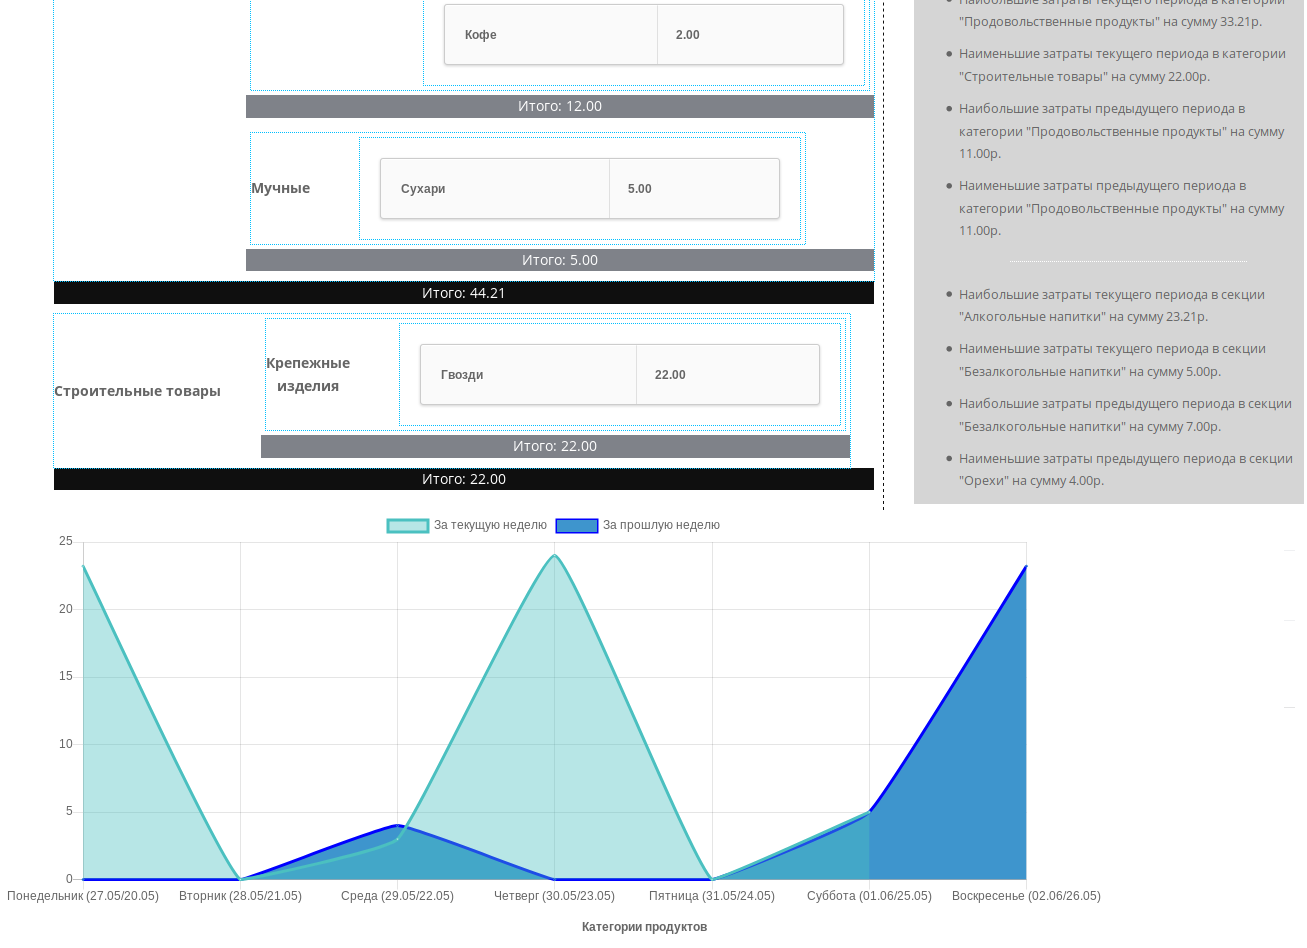 Кофе 2.00
Итого: 12.00
Мучные Сухари 5.00
Итого: 5.00
Итого: 44.21
Строительные товары
Крепежные
изделия
Гвозди 22.00
Итого: 22.00
Итого: 22.00
Наибольшие затраты текущего периода в категории
"Продовольственные продукты" на сумму 33.21р.
Наименьшие затраты текущего периода в категории
"Строительные товары" на сумму 22.00р.
Наибольшие затраты предыдущего периода в
категории "Продовольственные продукты" на сумму
11.00р.
Наименьшие затраты предыдущего периода в
категории "Продовольственные продукты" на сумму
11.00р.
Наибольшие затраты текущего периода в секции
"Алкогольные напитки" на сумму 23.21р.
Наименьшие затраты текущего периода в секции
"Безалкогольные напитки" на сумму 5.00р.
Наибольшие затраты предыдущего периода в секции
"Безалкогольные напитки" на сумму 7.00р.
Наименьшие затраты предыдущего периода в секции
"Орехи" на сумму 4.00р.
За текущую неделю За прошлую неделю
25
20
15
10
5
0
Понедельник (27.05/20.05) Вторник (28.05/21.05) Среда (29.05/22.05) Четверг (30.05/23.05) Пятница (31.05/24.05) Суббота (01.06/25.05) Воскресенье (02.06/26.05)
Категории продуктов